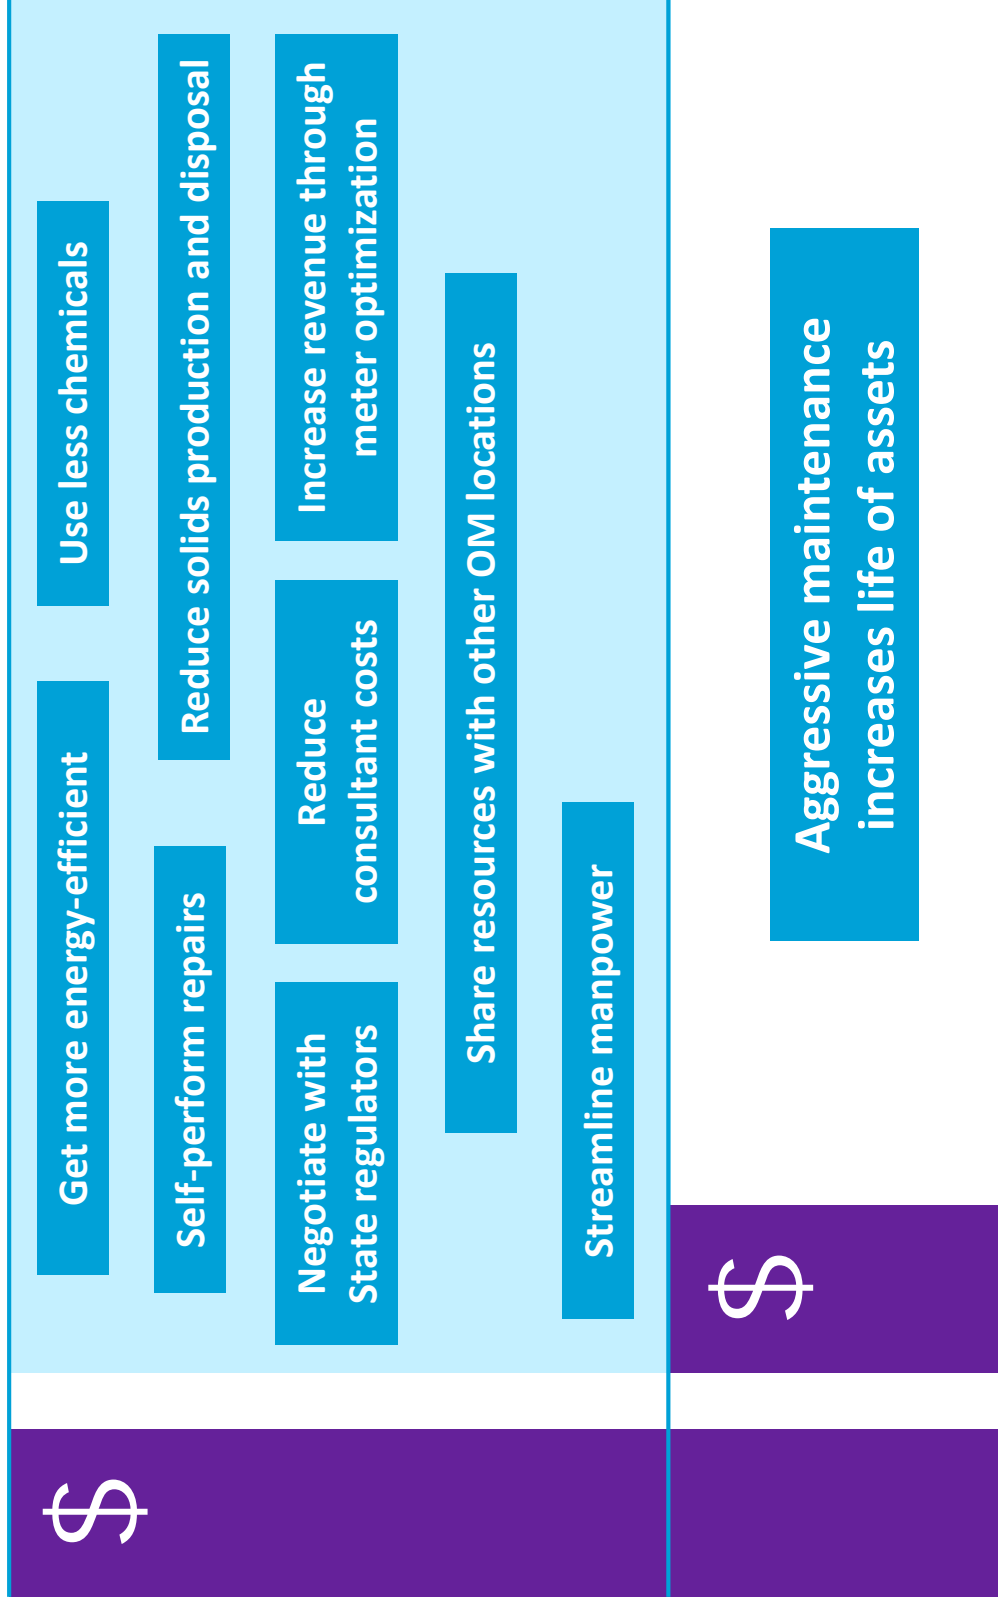 $
$
Get more energy-efficient
Use less chemicals
Self-perform repairs
Reduce solids production and disposal
Negotiate with
State regulators
Reduce
consultant costs
Increase revenue through
meter optimization
Share resources with other OM locations
Streamline manpower
Aggressive maintenance
increases life of assets